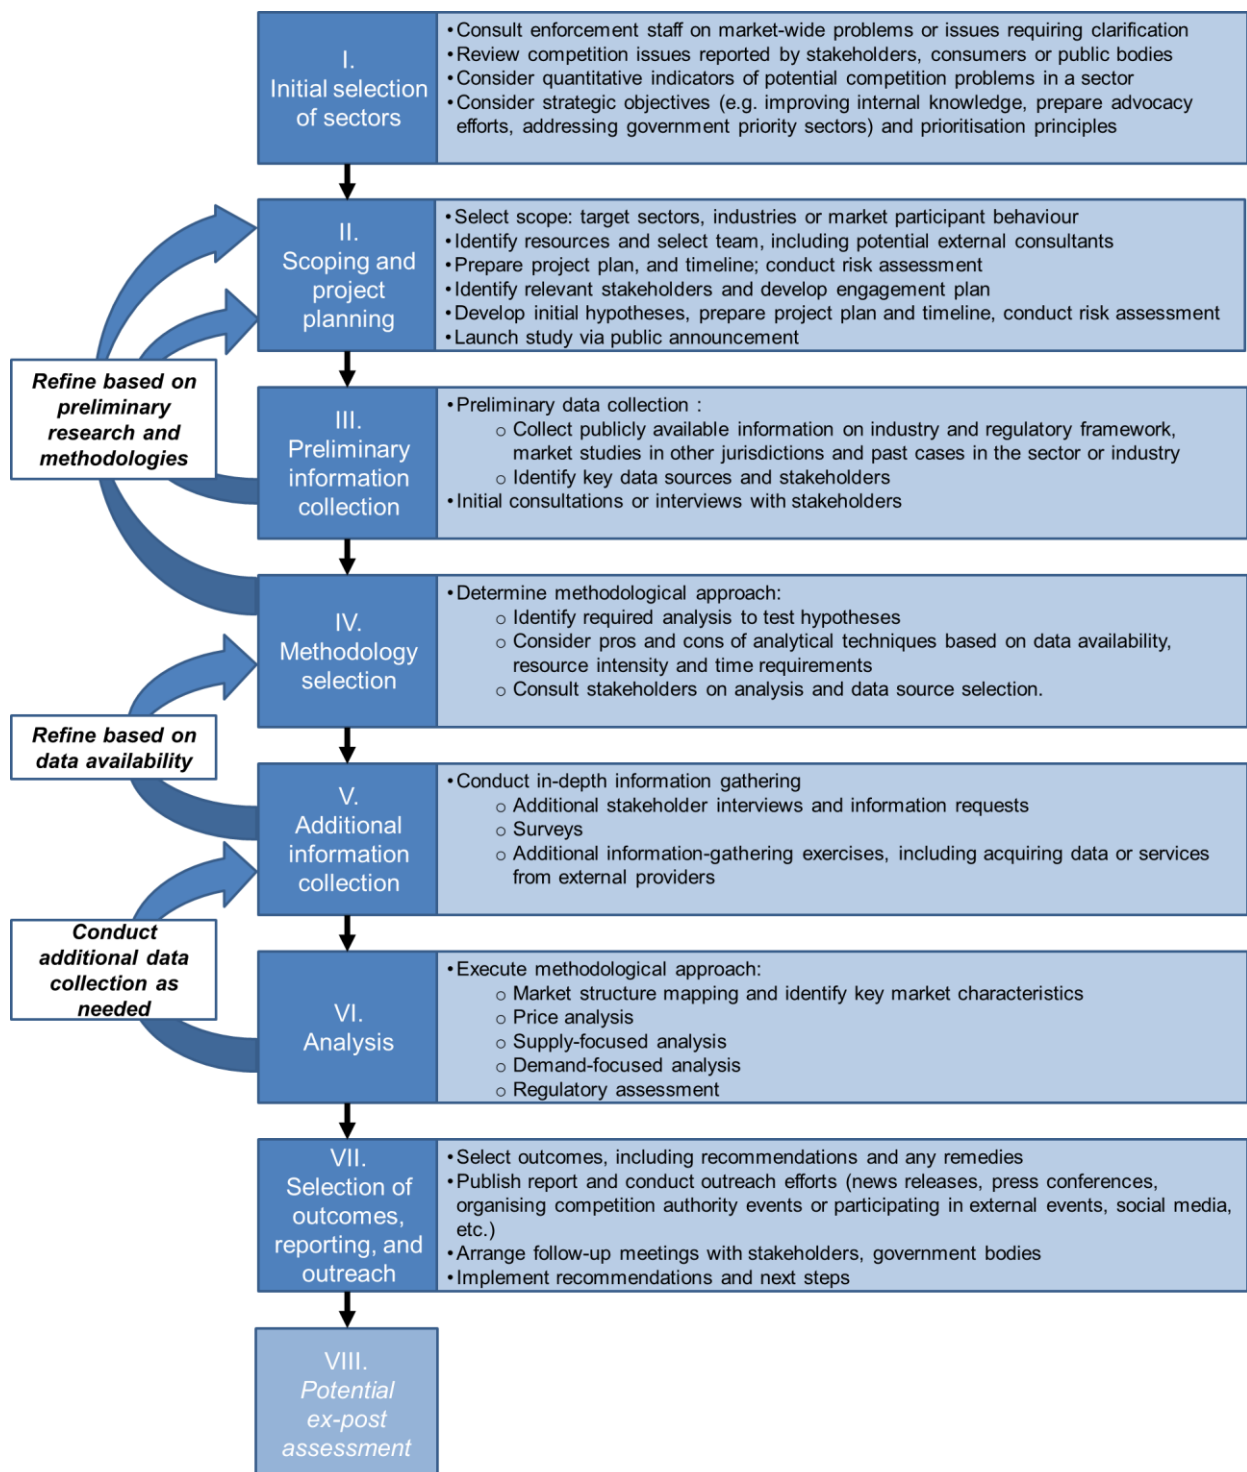 I.
Initial selection
of sectors
•Consult enforcement staff on market-wide problems or issues requiring clarification
•Review competition issues reported by stakeholders, consumers or public bodies
•Consider quantitative indicators of potential competition problems in a sector
•Consider strategic objectives (e.g. improving internal knowledge, prepare advocacy
efforts, addressing government priority sectors) and prioritisation principles
II.
Scoping and
project
planning
•Select scope: target sectors, industries or market participant behaviour
•Identify resources and select team, including potential external consultants
•Prepare project plan, and timeline; conduct risk assessment
•Identify relevant stakeholders and develop engagement plan
•Develop initial hypotheses, prepare project plan and timeline, conduct risk assessment
•Launch study via public announcement
Refine based on
preliminary
research and
methodologies
III.
Preliminary
information
collection
•Preliminary data collection :
o Collect publicly available information on industry and regulatory framework,
market studies in other jurisdictions and past cases in the sector or industry
o Identify key data sources and stakeholders
•Initial consultations or interviews with stakeholders
IV.
Methodology
selection
•Determine methodological approach:
o Identify required analysis to test hypotheses
o Consider pros and cons of analytical techniques based on data availability,
resource intensity and time requirements
o Consult stakeholders on analysis and data source selection.
Refine based on
data availability
V.
Additional
information
collection
•Conduct in-depth information gathering
o Additional stakeholder interviews and information requests
o Surveys
o Additional information-gathering exercises, including acquiring data or services
from external providers
Conduct
additional data
collection as
needed
VI.
Analysis
•Execute methodological approach:
o Market structure mapping and identify key market characteristics
o Price analysis
o Supply-focused analysis
o Demand-focused analysis
o Regulatory assessment
VII.
Selection of
outcomes,
reporting, and
outreach
•Select outcomes, including recommendations and any remedies
•Publish report and conduct outreach efforts (news releases, press conferences,
organising competition authority events or participating in external events, social media,
etc.)
•Arrange follow-up meetings with stakeholders, government bodies
•Implement recommendations and next steps
VIII.
Potential
ex-post
assessment